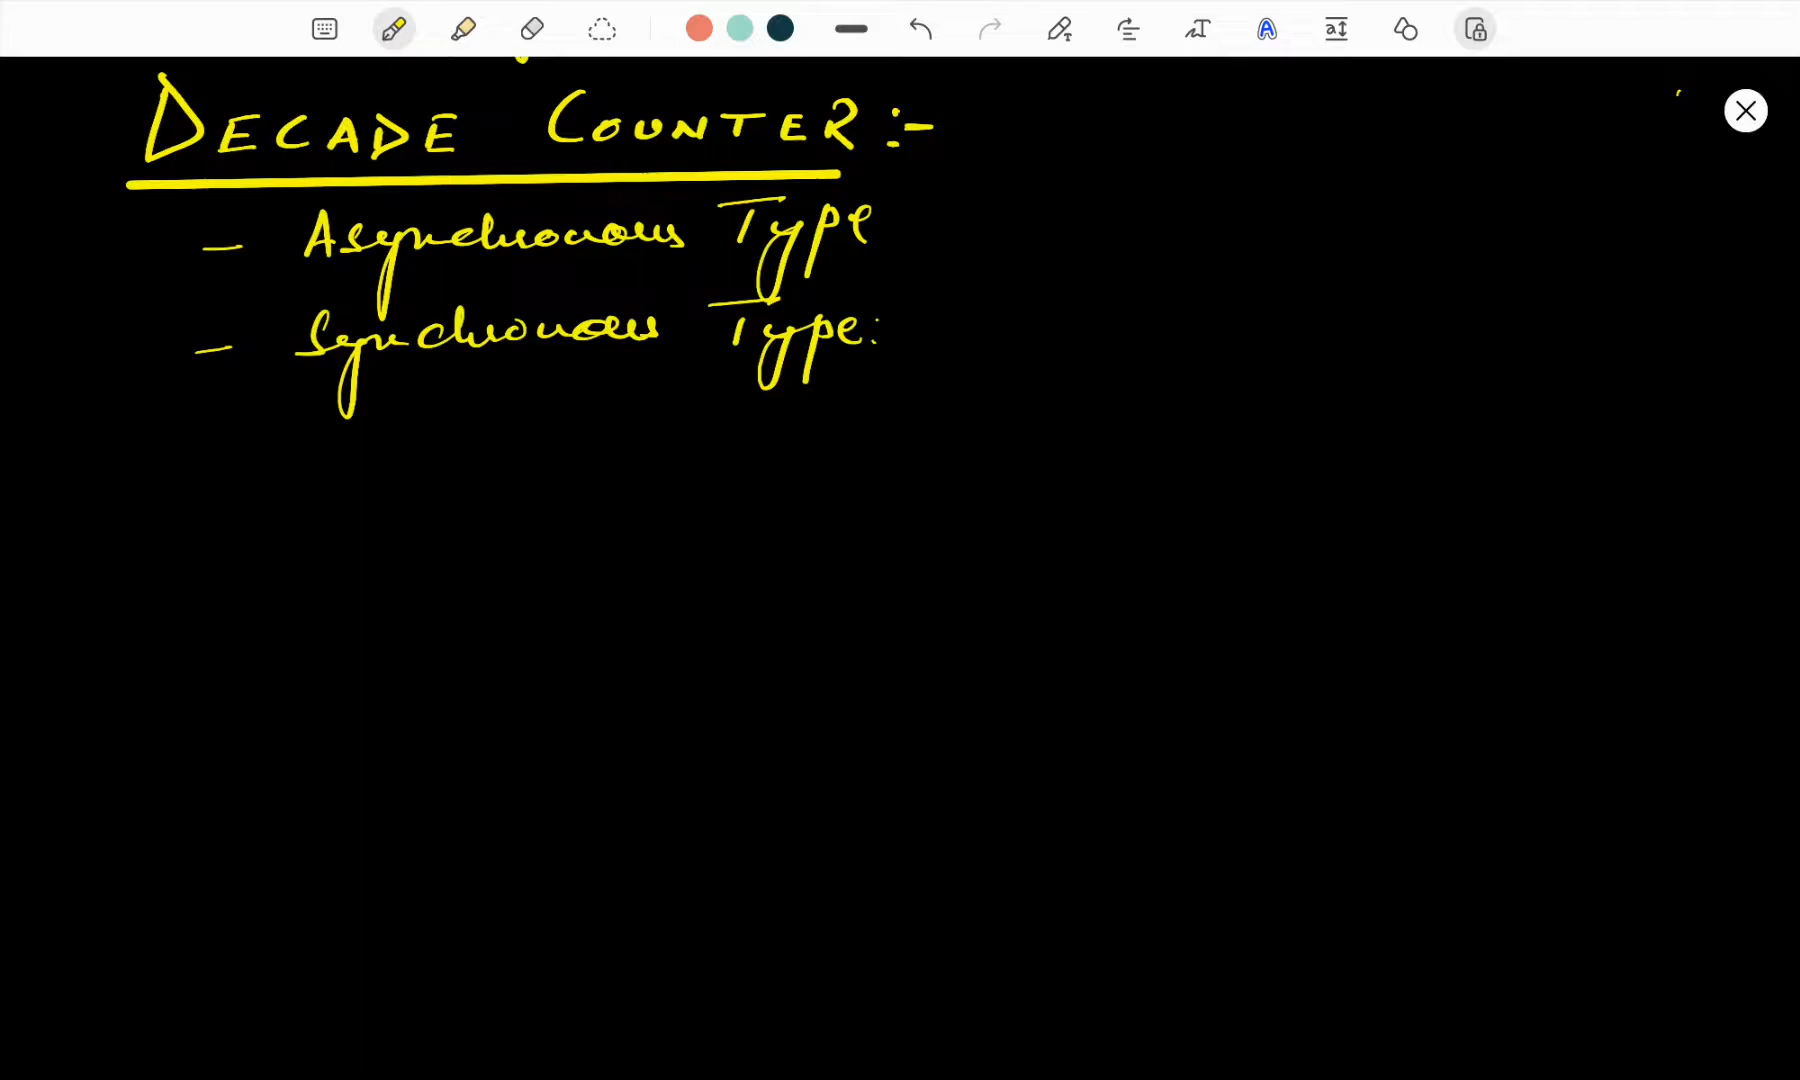 DECADE COUNTER :-
- Asynchronous Type
- Synchronous Type: